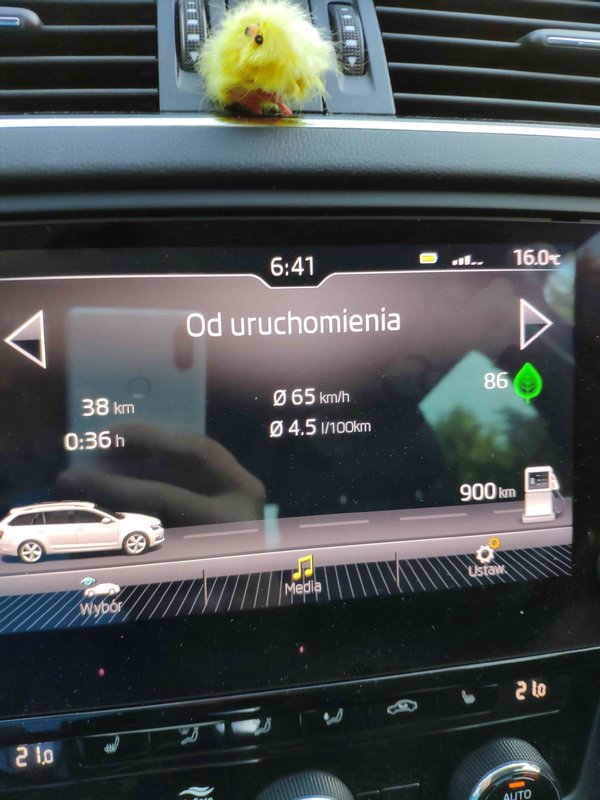 6:41
16.0°C
Od uruchomienia
38 km
Ø 65 km/h
86
0:36 h
Ø 4.5 l/100km
900 km
Wybór
Media
Ustaw.
21.0
21.0
AUTO